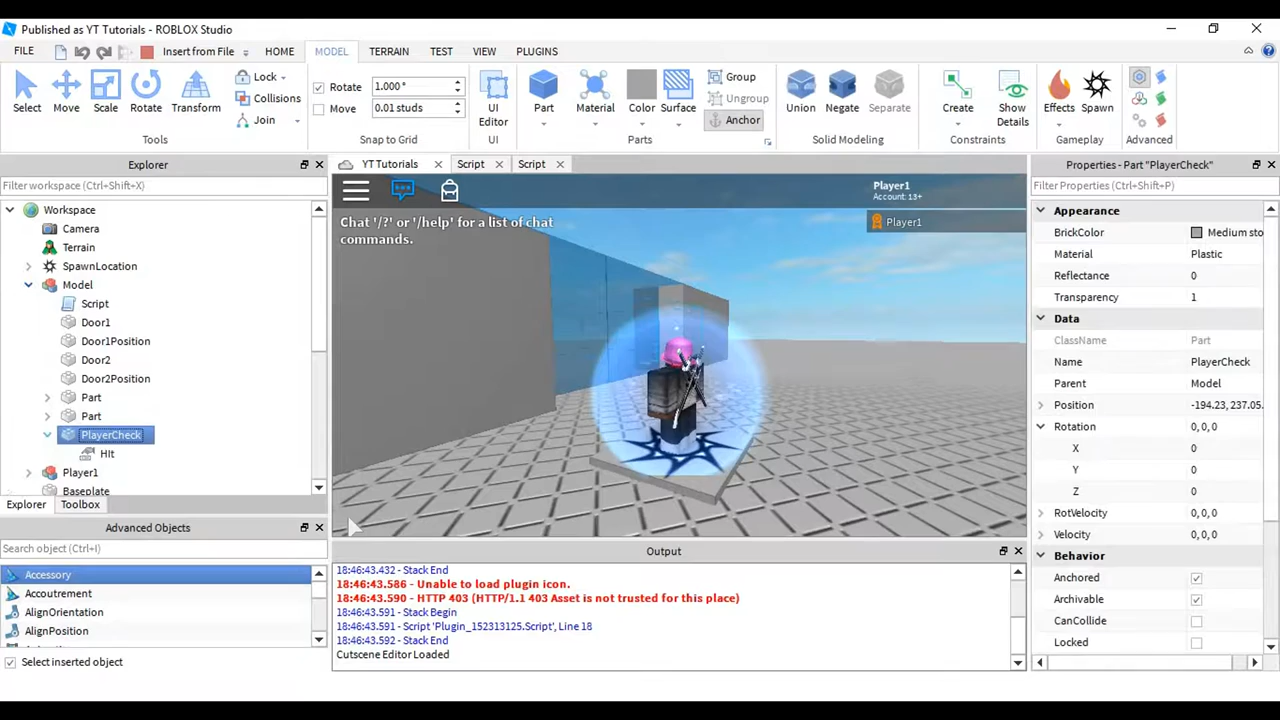 Published as YT Tutorials - ROBLOX Studio
FILE
Insert from File
HOME
MODEL
TERRAIN
TEST
VIEW
PLUGINS
Select
Move
Scale
Rotate
Transform
Lock
Collisions
Join
Tools
Rotate
1.000°
Move
0.01 studs
Snap to Grid
UI
Editor
UI
Part
Material
Color
Surface
Group
Ungroup
Anchor
Parts
Union
Negate
Separate
Solid Modeling
Create
Show
Details
Constraints
Effects
Spawn
Gameplay
Advanced
Explorer
YT Tutorials
Script
Script
Properties - Part "PlayerCheck"
Filter workspace (Ctrl+Shift+X)
Workspace
Camera
Terrain
SpawnLocation
Model
Script
Door1
Door1Position
Door2
Door2Position
Part
Part
PlayerCheck
HIt
Player1
Baseplate
Explorer
Toolbox
Advanced Objects
Search object (Ctrl+I)
Accessory
Accoutrement
AlignOrientation
AlignPosition
Select inserted object
Player1
Account: 13+
Player1
Chat '/?' or '/help' for a list of chat
commands.
Output
18:46:43.432 - Stack End
18:46:43.586 - Unable to load plugin icon.
18:46:43.590 - HTTP 403 (HTTP/1.1 403 Asset is not trusted for this place)
18:46:43.591 - Stack Begin
18:46:43.591 - Script 'Plugin_152313125.Script', Line 18
18:46:43.592 - Stack End
Cutscene Editor Loaded
Filter Properties (Ctrl+Shift+P)
Appearance
BrickColor
Medium sto
Material
Plastic
Reflectance
0
Transparency
1
Data
ClassName
Part
Name
PlayerCheck
Parent
Model
Position
-194.23, 237.05.
Rotation
0, 0, 0
X
0
Y
0
Z
0
RotVelocity
0, 0, 0
Velocity
0, 0, 0
Behavior
Anchored
Archivable
CanCollide
Locked